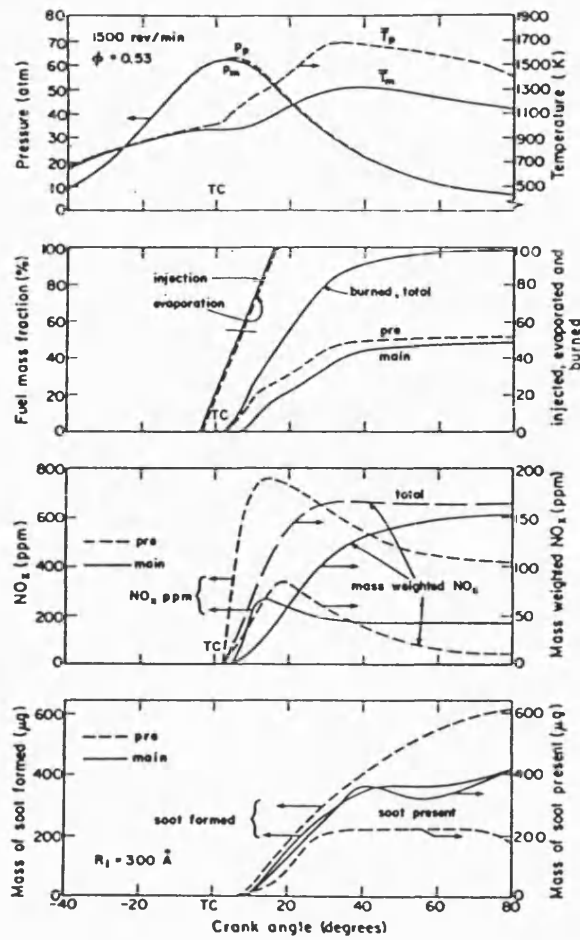 1500 rev/min
ϕ = 0.53
Pp
Pm
T̄p
T̄m
TC
Pressure (atm)
80
70
60
50
40
30
20
10
0
Temperature (K)
1900
1700
1500
1300
1100
900
700
500
injection
evaporation
burned, total
pre
main
TC
Fuel mass fraction (%)
100
80
60
40
20
0
injected, evaporated and
burned
100
80
60
40
20
0
pre
main
NOx ppm
total
mass weighted NOx
TC
NOx (ppm)
800
600
400
200
0
Mass weighted NOx (ppm)
200
150
100
50
0
pre
main
soot formed
soot present
R1 = 300 Å
Mass of soot formed (μg)
600
400
200
0
Mass of soot present (μg)
600
400
200
0
-40
-20
TC
20
40
60
80
Crank angle (degrees)